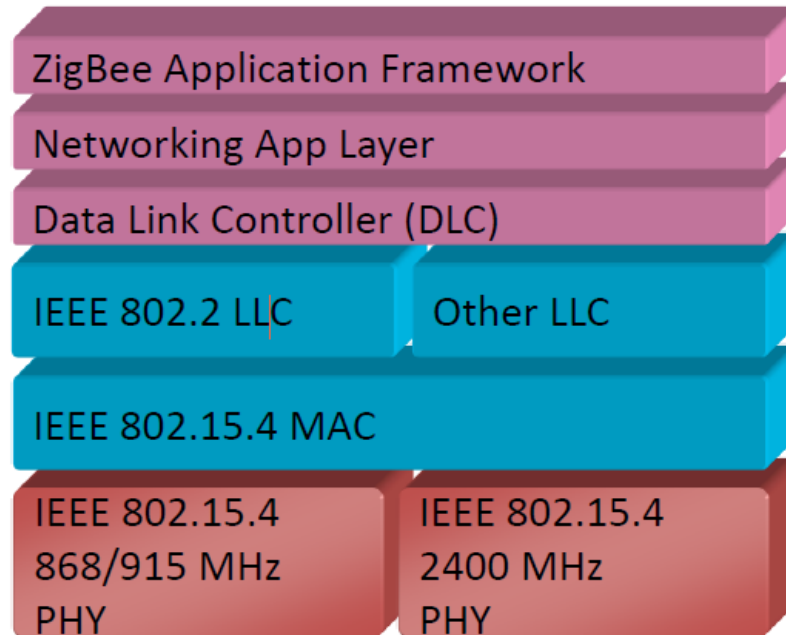 ZigBee Application Framework
Networking App Layer
Data Link Controller (DLC)
IEEE 802.2 LLC
Other LLC
IEEE 802.15.4 MAC
IEEE 802.15.4
868/915 MHz
PHY
IEEE 802.15.4
2400 MHz
PHY